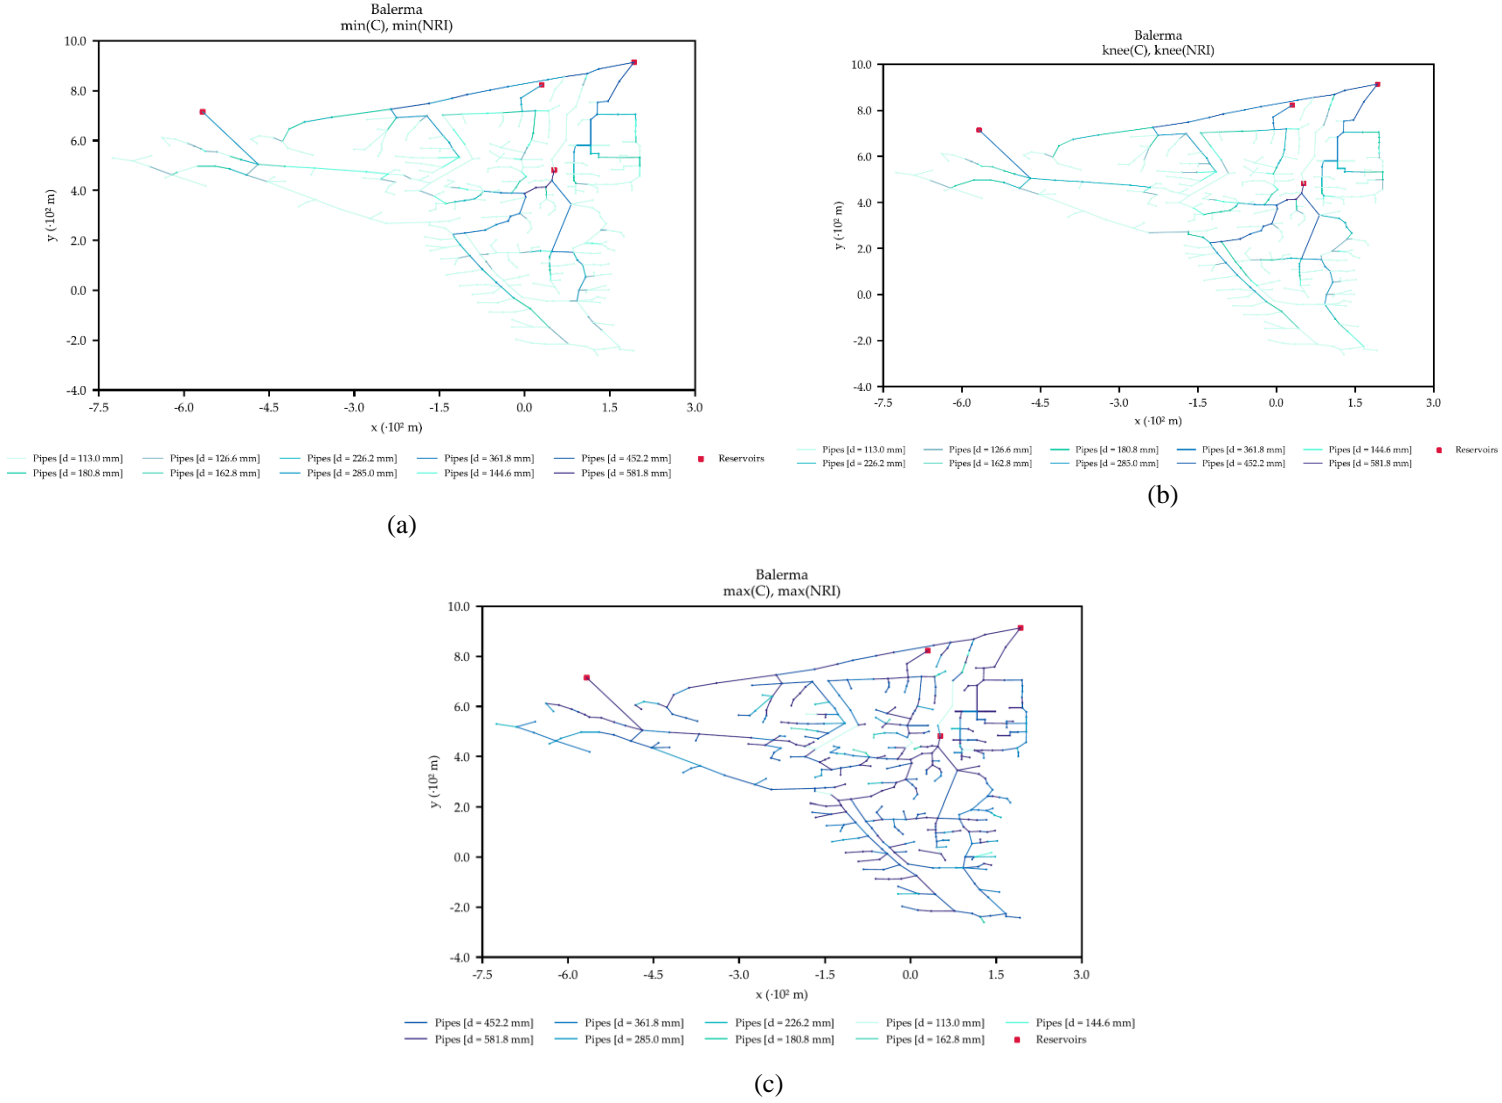 Balerma
min(C), min(NRI)
10.0
8.0
6.0
4.0
2.0
0.0
-2.0
-4.0
y (·10² m)
-7.5 -6.0 -4.5 -3.0 -1.5 0.0 1.5 3.0
x (·10² m)
Pipes [d = 113.0 mm] Pipes [d = 126.6 mm] Pipes [d = 226.2 mm] Pipes [d = 361.8 mm] Pipes [d = 452.2 mm] Reservoirs
Pipes [d = 180.8 mm] Pipes [d = 162.8 mm] Pipes [d = 285.0 mm] Pipes [d = 144.6 mm] Pipes [d = 581.8 mm]
(a)
Balerma
knee(C), knee(NRI)
10.0
8.0
6.0
4.0
2.0
0.0
-2.0
-4.0
y (·10² m)
-7.5 -6.0 -4.5 -3.0 -1.5 0.0 1.5 3.0
x (·10² m)
Pipes [d = 113.0 mm] Pipes [d = 126.6 mm] Pipes [d = 180.8 mm] Pipes [d = 361.8 mm] Pipes [d = 144.6 mm] Reservoirs
Pipes [d = 226.2 mm] Pipes [d = 162.8 mm] Pipes [d = 285.0 mm] Pipes [d = 452.2 mm] Pipes [d = 581.8 mm]
(b)
Balerma
max(C), max(NRI)
10.0
8.0
6.0
4.0
2.0
0.0
-2.0
-4.0
y (·10² m)
-7.5 -6.0 -4.5 -3.0 -1.5 0.0 1.5 3.0
x (·10² m)
Pipes [d = 452.2 mm] Pipes [d = 361.8 mm] Pipes [d = 226.2 mm] Pipes [d = 113.0 mm] Pipes [d = 144.6 mm]
Pipes [d = 581.8 mm] Pipes [d = 285.0 mm] Pipes [d = 180.8 mm] Pipes [d = 162.8 mm] Reservoirs
(c)